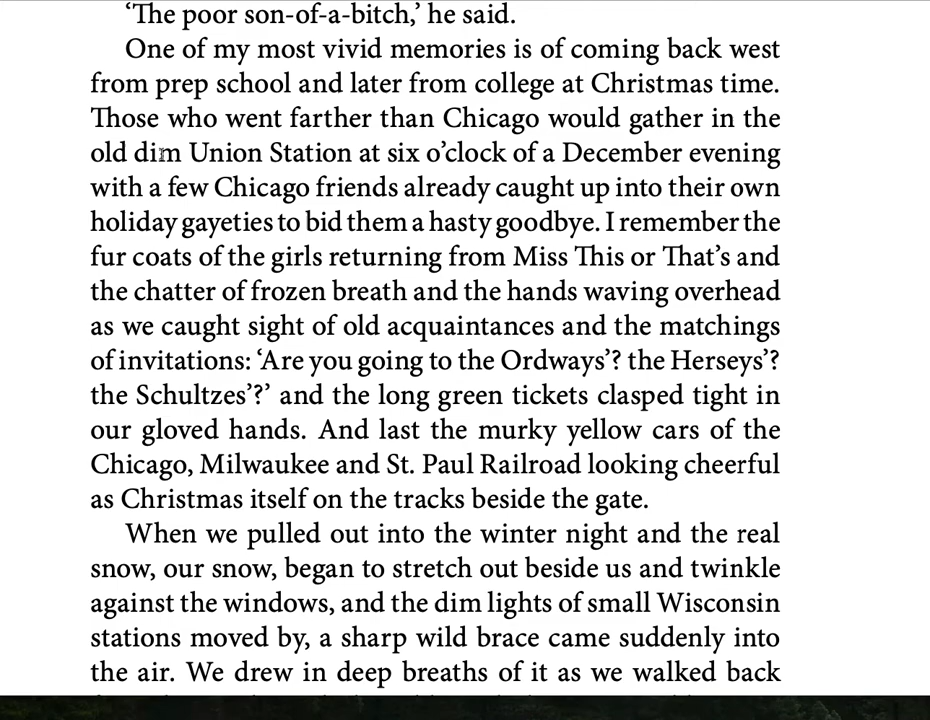 ‘The poor son-of-a-bitch,’ he said.
One of my most vivid memories is of coming back west
from prep school and later from college at Christmas time.
Those who went farther than Chicago would gather in the
old dim Union Station at six o’clock of a December evening
with a few Chicago friends already caught up into their own
holiday gayeties to bid them a hasty goodbye. I remember the
fur coats of the girls returning from Miss This or That’s and
the chatter of frozen breath and the hands waving overhead
as we caught sight of old acquaintances and the matchings
of invitations: ‘Are you going to the Ordways’? the Herseys’?
the Schultzes’?’ and the long green tickets clasped tight in
our gloved hands. And last the murky yellow cars of the
Chicago, Milwaukee and St. Paul Railroad looking cheerful
as Christmas itself on the tracks beside the gate.
When we pulled out into the winter night and the real
snow, our snow, began to stretch out beside us and twinkle
against the windows, and the dim lights of small Wisconsin
stations moved by, a sharp wild brace came suddenly into
the air. We drew in deep breaths of it as we walked back